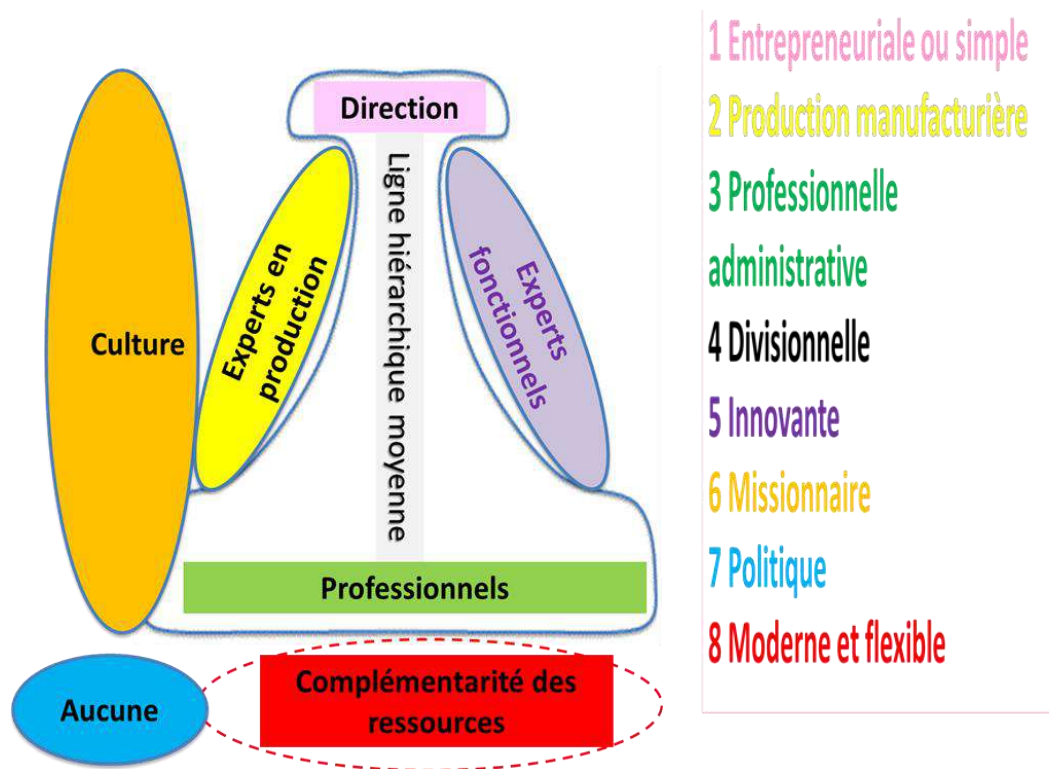 Direction
Ligne hiérarchique moyenne
Experts en
production
Experts
fonctionnels
Culture
Professionnels
Aucune
Complémentarité des
ressources
1 Entrepreneuriale ou simple
2 Production manufacturière
3 Professionnelle
administrative
4 Divisionnelle
5 Innovante
6 Missionnaire
7 Politique
8 Moderne et flexible